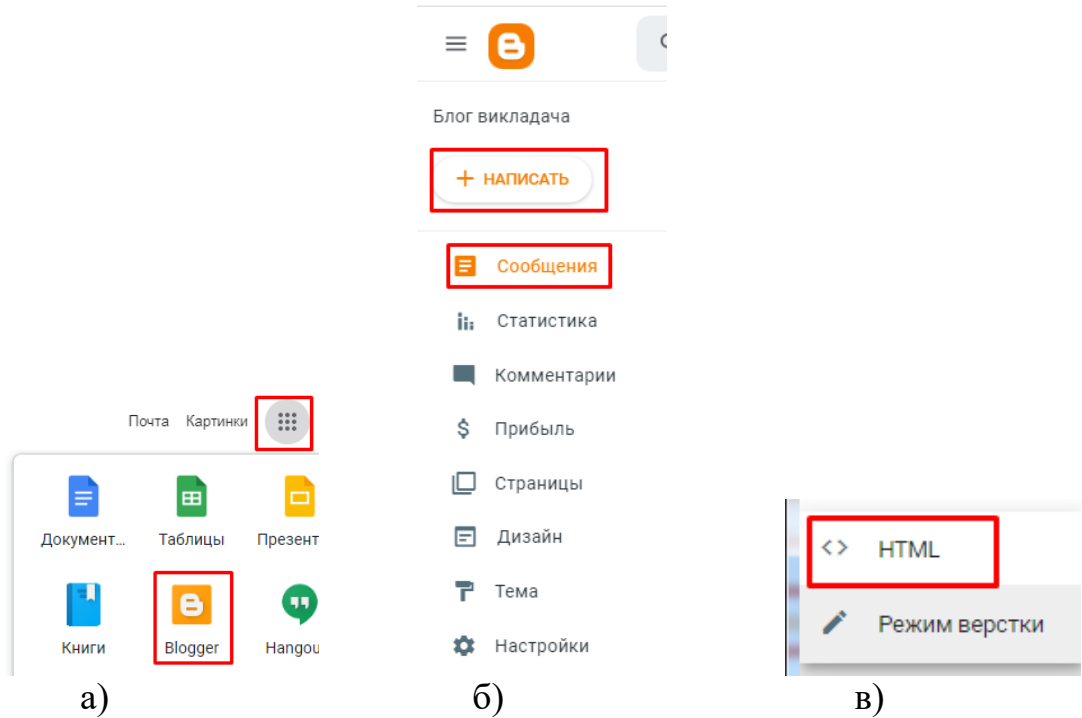 Почта Картинки
Документ... Таблицы Презент
Книги Blogger Hangou
а)
Блог викладача
+ НАПИСАТЬ
Сообщения
Статистика
Комментарии
$ Прибыль
Страницы
Дизайн
Тема
Настройки
б)
<> HTML
Режим верстки
в)